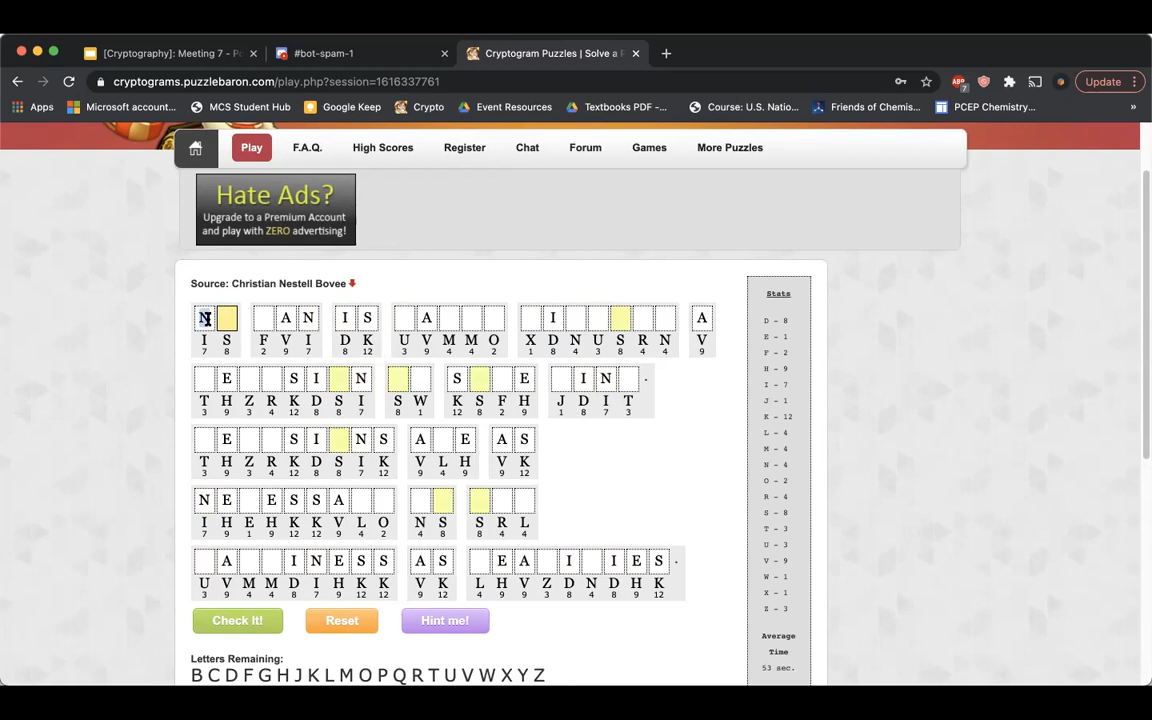 [Cryptography]: Meeting 7 - Po
#bot-spam-1
Cryptogram Puzzles | Solve a P
cryptograms.puzzlebaron.com/play.php?session=1616337761
7
Update
Apps
Microsoft account...
MCS Student Hub
Google Keep
Crypto
Event Resources
Textbooks PDF -...
Course: U.S. Natio...
Friends of Chemis...
PCEP Chemistry...
»
Play
F.A.Q.
High Scores
Register
Chat
Forum
Games
More Puzzles
Hate Ads?
Upgrade to a Premium Account
and play with ZERO advertising!
Source: Christian Nestell Bovee
N A N I S A I A
I S F V I D K U V M M O X D N U S R N V
7 8 2 9 7 8 12 3 9 4 4 2 1 8 4 3 8 4 4 9
E S I N S E I N .
T H Z R K D S I S W K S F H J D I T
3 9 3 4 12 8 8 7 8 1 12 8 2 9 1 8 7 3
E S I N S A E A S
T H Z R K D S I K V L H V K
3 9 3 4 12 8 8 7 12 9 4 9 9 12
N E E S S A
I H E H K K V L O N S S R L
7 9 1 9 12 12 9 4 2 4 8 8 4 4
A I N E S S A S E A I I E S .
U V M M D I H K K V K L H V Z D N D H K
3 9 4 4 8 7 9 12 12 9 12 4 9 9 3 8 4 8 9 12
Check It!
Reset
Hint me!
Letters Remaining:
B C D F G H J K L M O P Q R T U V W X Y Z
Stats
D - 8
E - 1
F - 2
H - 9
I - 7
J - 1
K - 12
L - 4
M - 4
N - 4
O - 2
R - 4
S - 8
T - 3
U - 3
V - 9
W - 1
X - 1
Z - 3
Average
Time
53 sec.